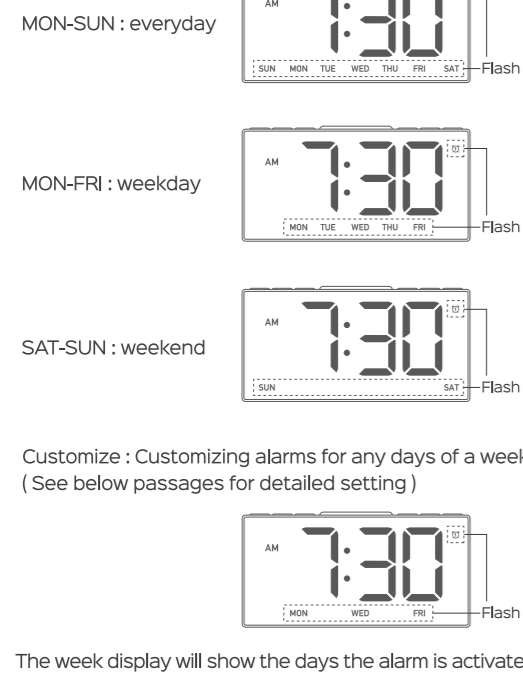 AM
MON-SUN : everyday
SUN MON TUE WED THU FRI SAT Flash
AM 7:30
MON-FRI : weekday
MON TUE WED THU FRI Flash
AM 7:30
SAT-SUN : weekend
SUN SAT Flash
Customize : Customizing alarms for any days of a week
( See below passages for detailed setting )
AM 7:30
MON WED FRI Flash
The week display will show the days the alarm is